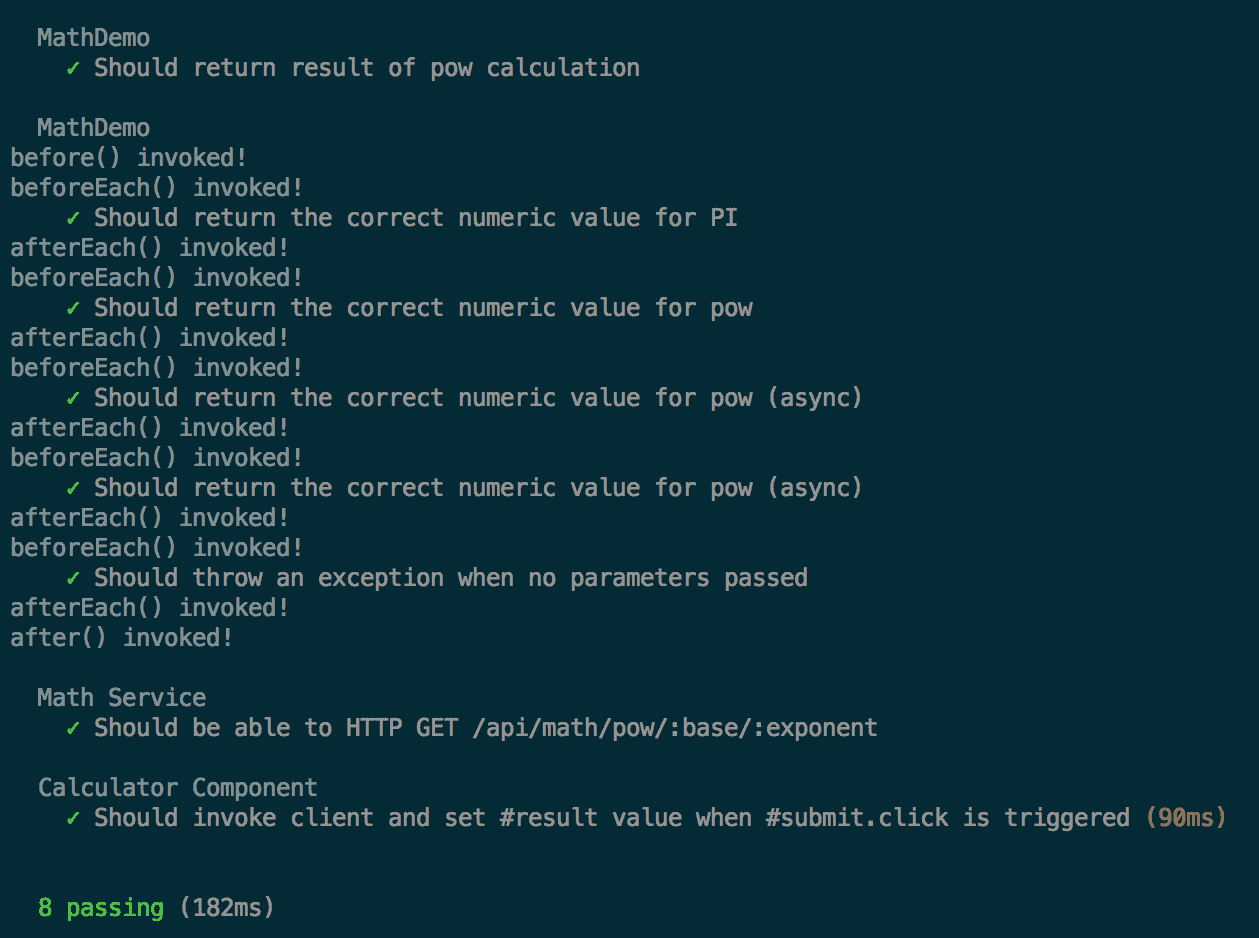 MathDemo
✓ Should return result of pow calculation
MathDemo
before() invoked!
beforeEach() invoked!
✓ Should return the correct numeric value for PI
afterEach() invoked!
beforeEach() invoked!
✓ Should return the correct numeric value for pow
afterEach() invoked!
beforeEach() invoked!
✓ Should return the correct numeric value for pow (async)
afterEach() invoked!
beforeEach() invoked!
✓ Should return the correct numeric value for pow (async)
afterEach() invoked!
beforeEach() invoked!
✓ Should throw an exception when no parameters passed
afterEach() invoked!
after() invoked!
Math Service
✓ Should be able to HTTP GET /api/math/pow/:base/:exponent
Calculator Component
✓ Should invoke client and set #result value when #submit.click is triggered (90ms)
8 passing (182ms)